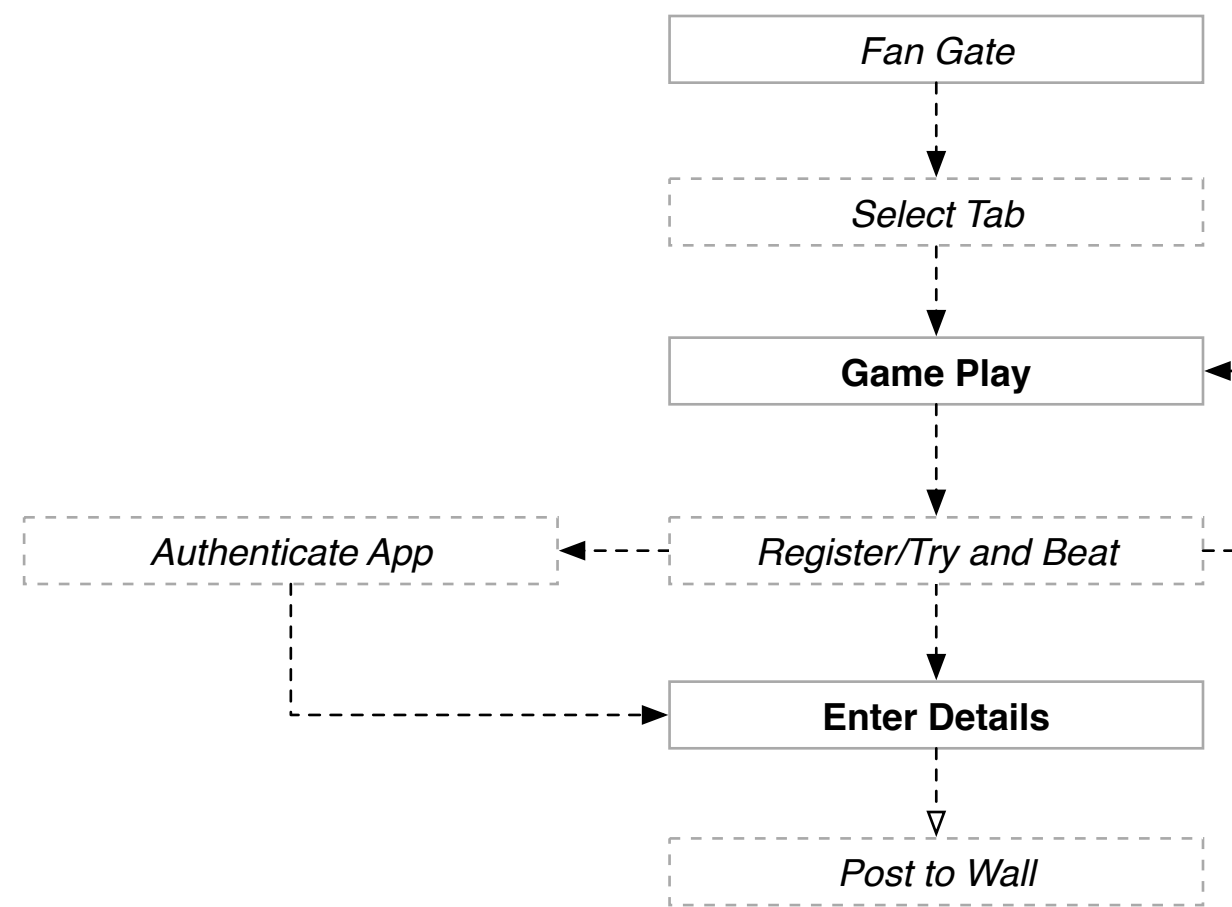 Fan Gate
Select Tab
Game Play
Authenticate App
Register/Try and Beat
Enter Details
Post to Wall